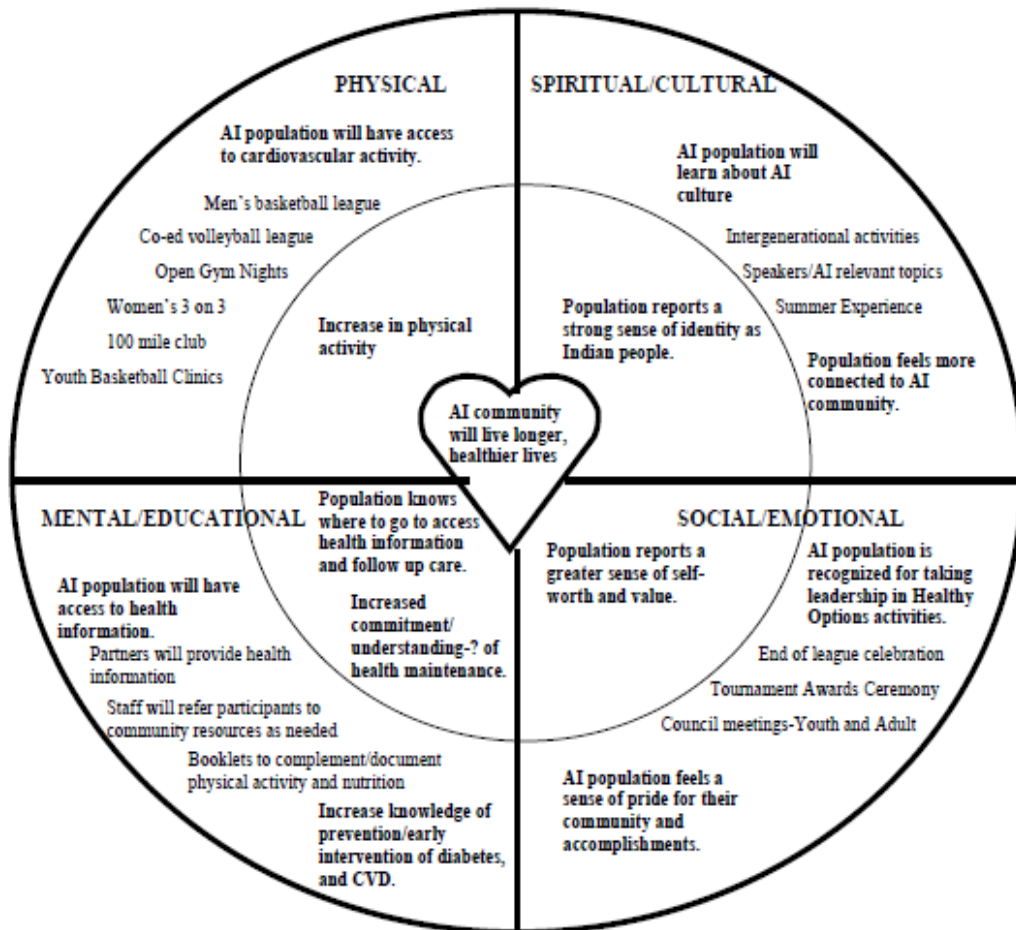 PHYSICAL
AI population will have access
to cardiovascular activity.
Men's basketball league
Co-ed volleyball league
Open Gym Nights
Women's 3 on 3
100 mile club
Youth Basketball Clinics
Increase in physical
activity
SPIRITUAL/CULTURAL
AI population will
learn about AI
culture
Intergenerational activities
Speakers/AI relevant topics
Summer Experience
Population reports a
strong sense of identity as
Indian people.
Population feels more
connected to AI
community.
AI community
will live longer,
healthier lives
MENTAL/EDUCATIONAL
Population knows
where to go to access
health information
and follow up care.
AI population will have
access to health
information.
Increased
commitment/
understanding-? of
health maintenance.
Partners will provide health
information
Staff will refer participants to
community resources as needed
Booklets to complement/document
physical activity and nutrition
Increase knowledge of
prevention/early
intervention of diabetes,
and CVD.
SOCIAL/EMOTIONAL
Population reports a
greater sense of self-
worth and value.
AI population is
recognized for taking
leadership in Healthy
Options activities.
End of league celebration
Tournament Awards Ceremony
Council meetings-Youth and Adult
AI population feels a
sense of pride for their
community and
accomplishments.